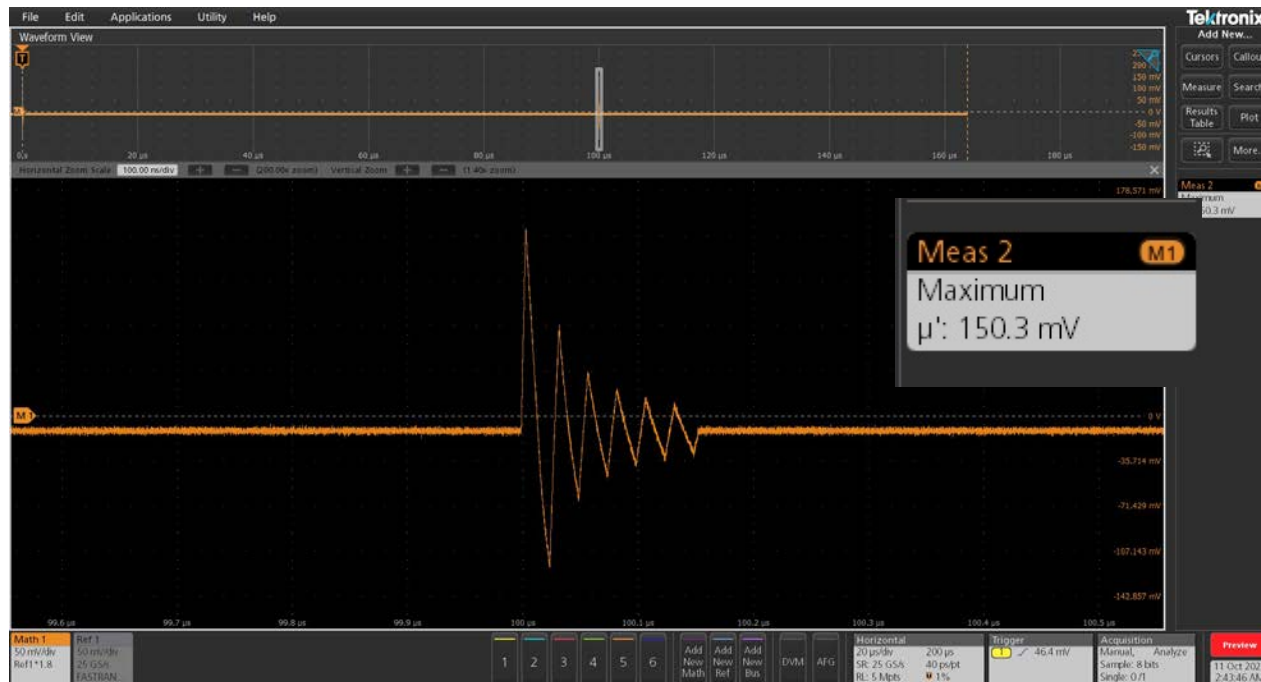 File Edit Applications Utility Help
Tektronix
Add New...
Waveform View
Cursors
Measure
Results
Table
Plot
More...
T
150 mV
100 mV
50 mV
0 V
-50 mV
-100 mV
-150 mV
0 s 20 µs 40 µs 60 µs 80 µs 100 µs 120 µs 140 µs 160 µs 180 µs
Horizontal Zoom Scale 100.00 ns/div + − (200.00x zoom) Vertical Zoom + − (1.40x zoom)
178.571 mV
Meas 2
Meas 2 M1
Maximum
µ': 150.3 mV
M1
0 V
-35.714 mV
-71.429 mV
-107.143 mV
-142.857 mV
99.6 µs 99.7 µs 99.8 µs 99.9 µs 100 µs 100.1 µs 100.2 µs 100.3 µs 100.4 µs 100.5 µs
Math 1
50 mV/div
Ref1*1.8
Ref 1
50 mV/div
25 GS/s
FASTRAN...
1 2 3 4 5 6
Add
New
Math
Add
New
Ref
Add
New
Bus
DVM
AFG
Horizontal
20 µs/div 200 µs
SR: 25 GS/s 40 ps/pt
RL: 5 Mpts 1%
Trigger
1 46.4 mV
Acquisition
Manual, Analyze
Sample: 8 bits
Single: 0/1
Preview
11 Oct 202
2:43:46 AM